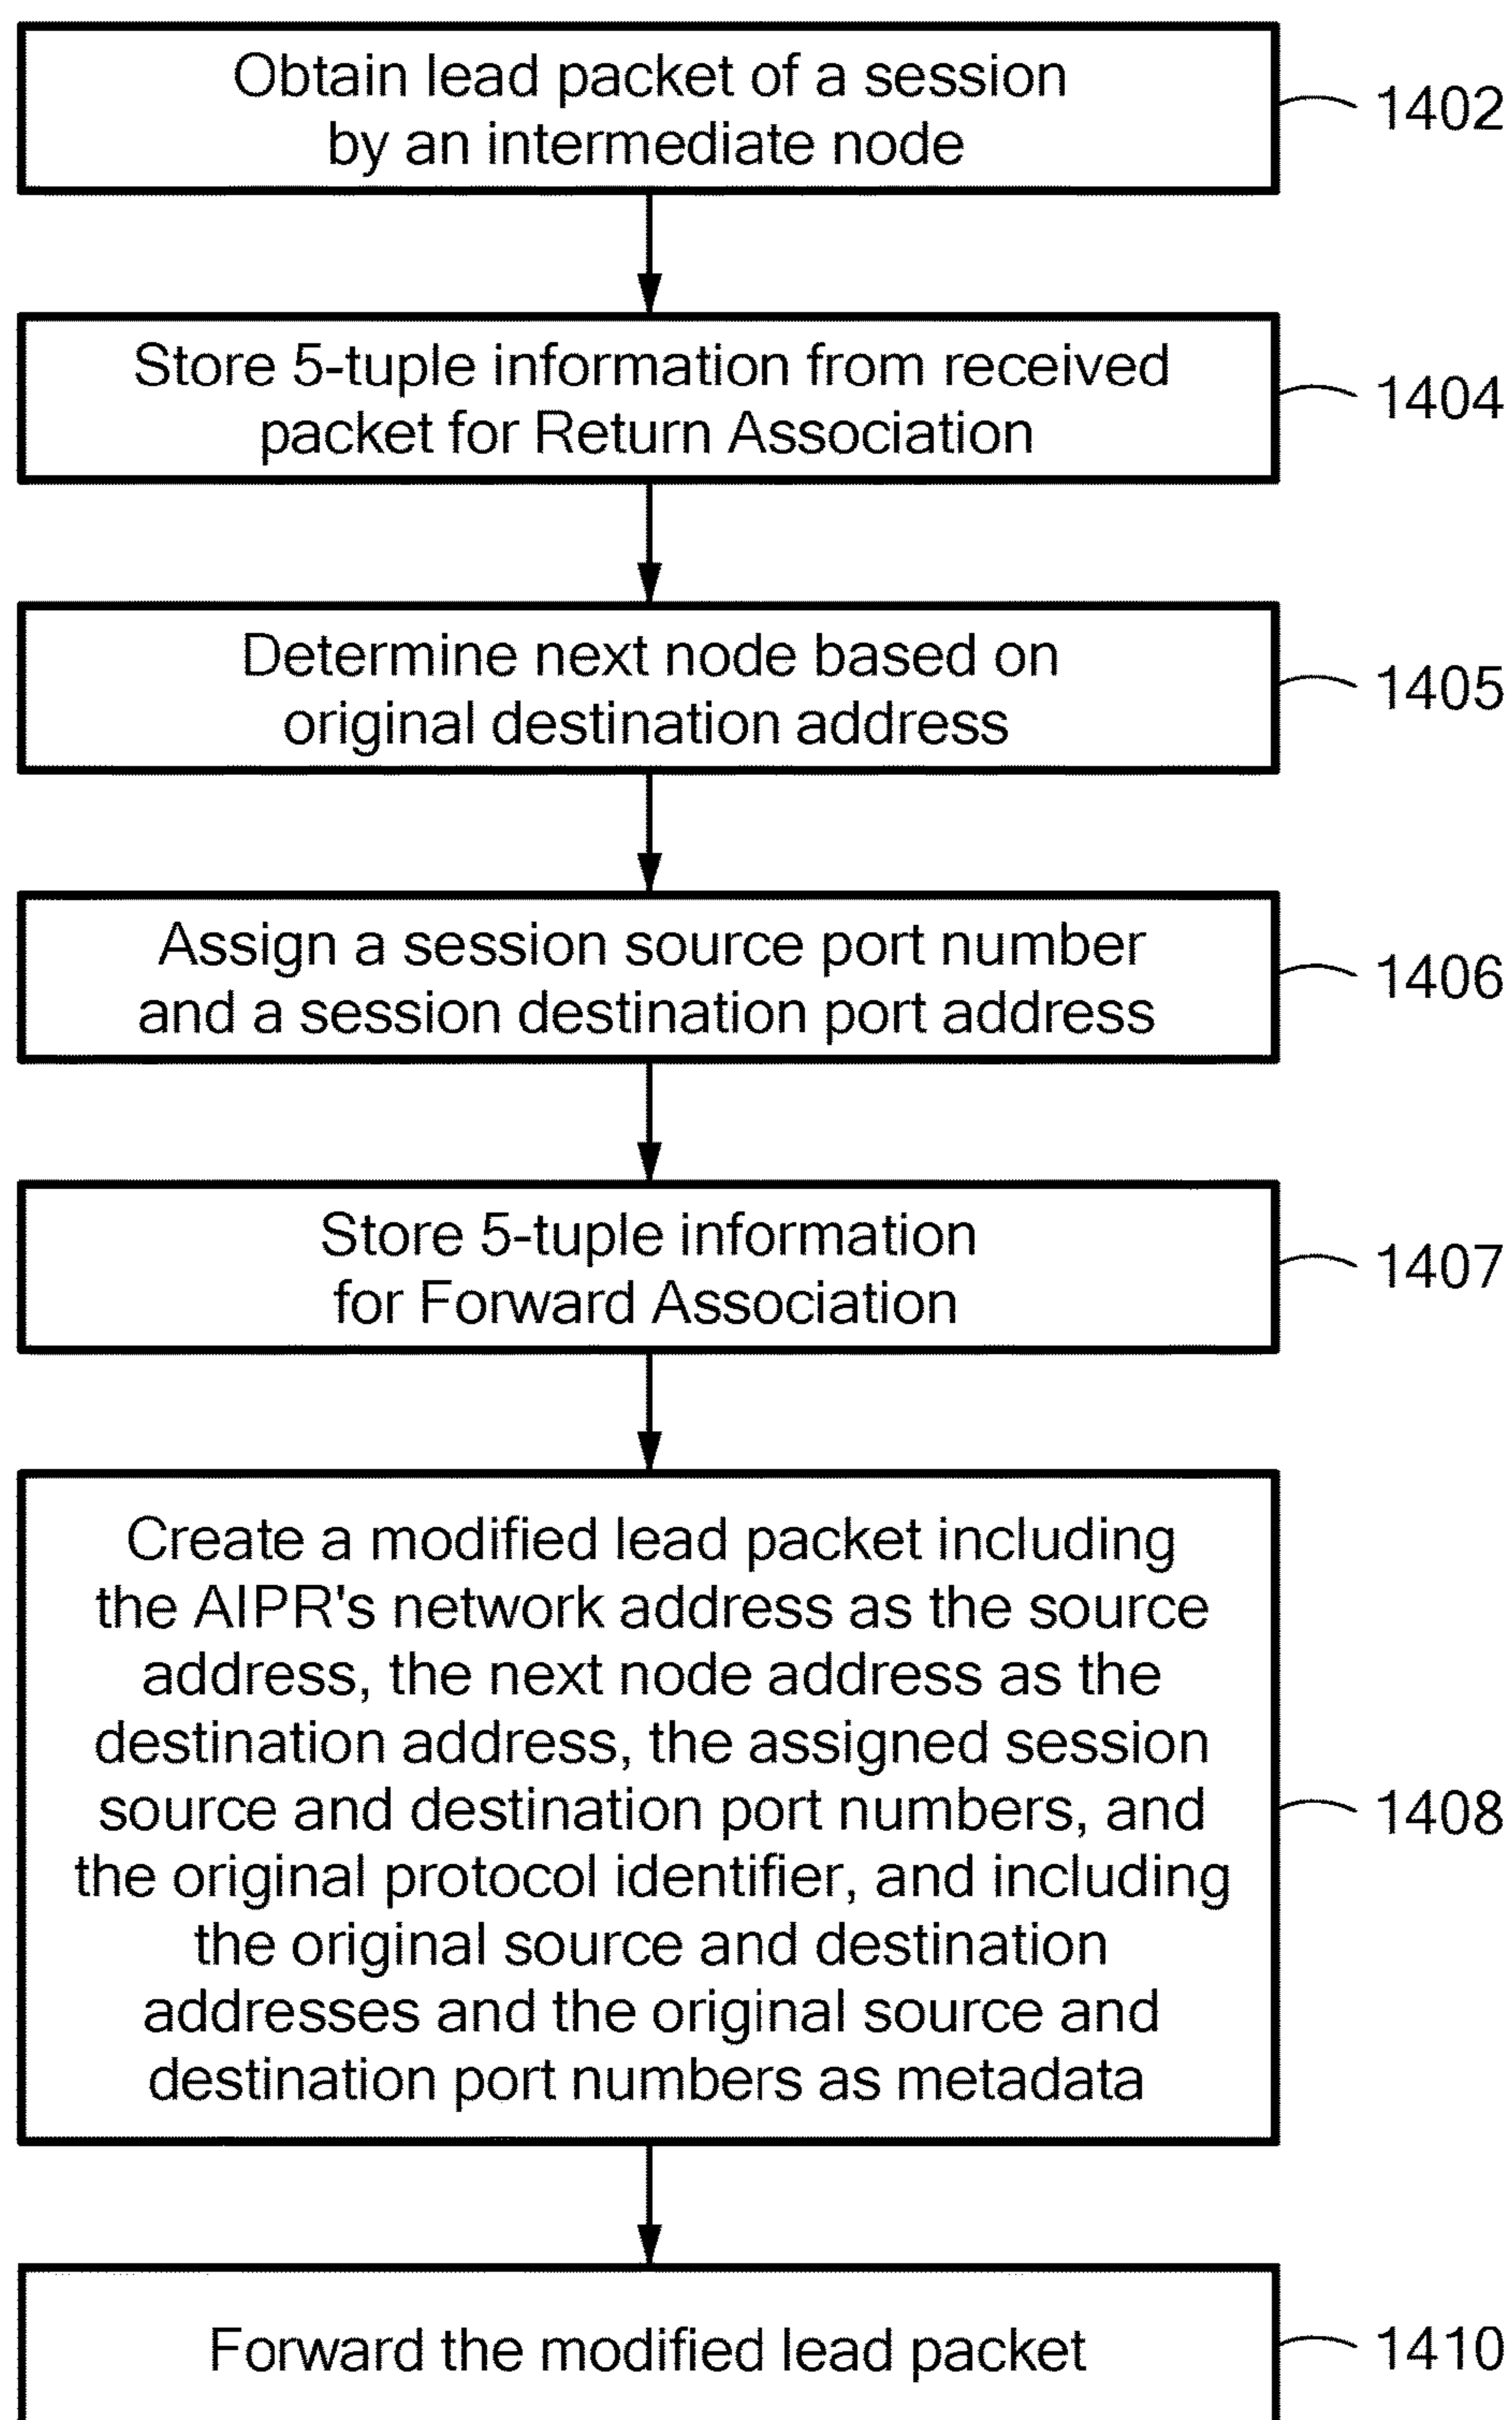 Obtain lead packet of a session
by an intermediate node
1402
Store 5-tuple information from received
packet for Return Association
1404
Determine next node based on
original destination address
1405
Assign a session source port number
and a session destination port address
1406
Store 5-tuple information
for Forward Association
1407
Create a modified lead packet including
the AIPR's network address as the source
address, the next node address as the
destination address, the assigned session
source and destination port numbers, and
the original protocol identifier, and including
the original source and destination
addresses and the original source and
destination port numbers as metadata
1408
Forward the modified lead packet
1410